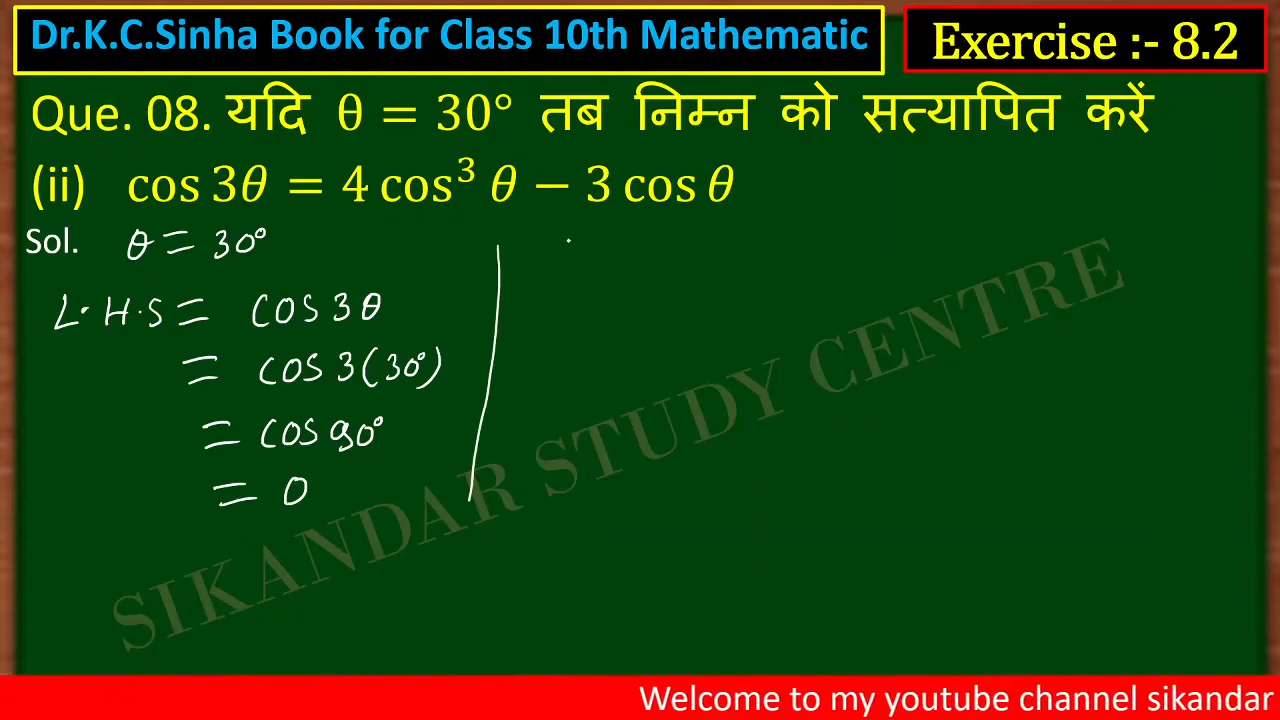 Dr.K.C.Sinha Book for Class 10th Mathematic
Exercise :- 8.2
Que. 08. यदि θ = 30° तब निम्न को सत्यापित करें
(ii) cos 3θ = 4 cos³ θ − 3 cos θ
Sol. θ = 30°
L.H.S = cos 3θ
= cos 3(30°)
= cos 90°
= 0
SIKANDAR STUDY CENTRE
Welcome to my youtube channel sikandar